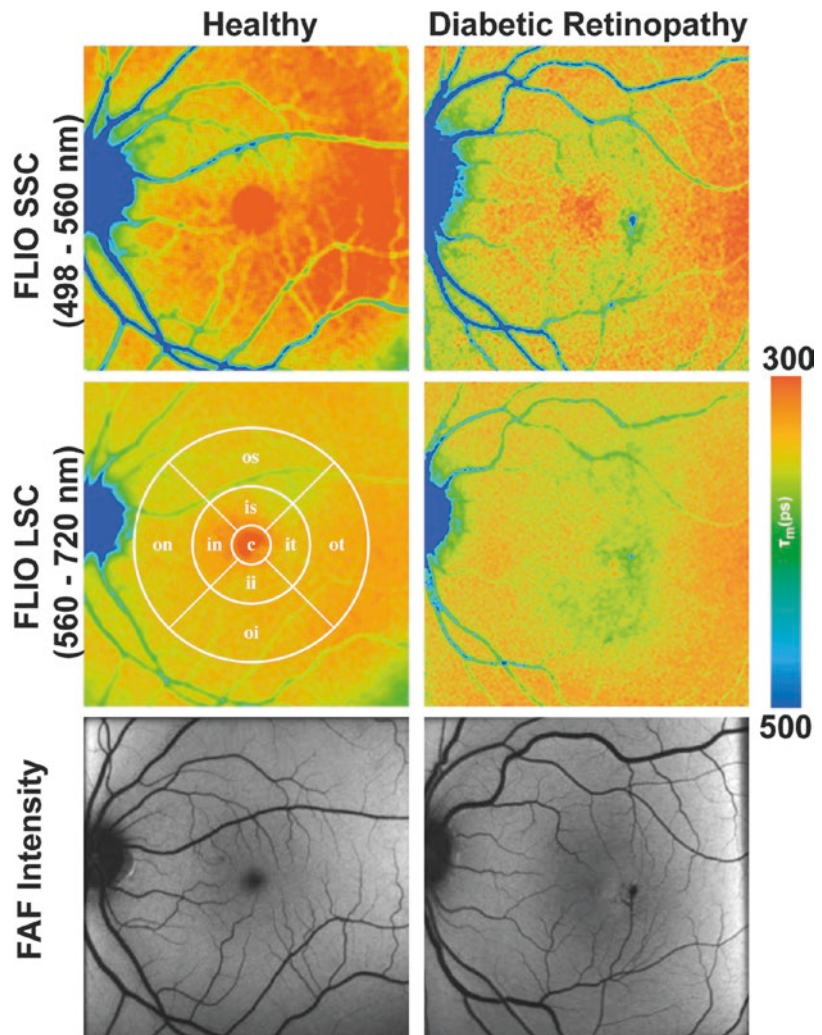 Healthy
Diabetic Retinopathy
FLIO SSC
(498 - 560 nm)
FLIO LSC
(560 - 720 nm)
os
is
on
in
c
it
ot
ii
oi
300
τm(ps)
500
FAF Intensity